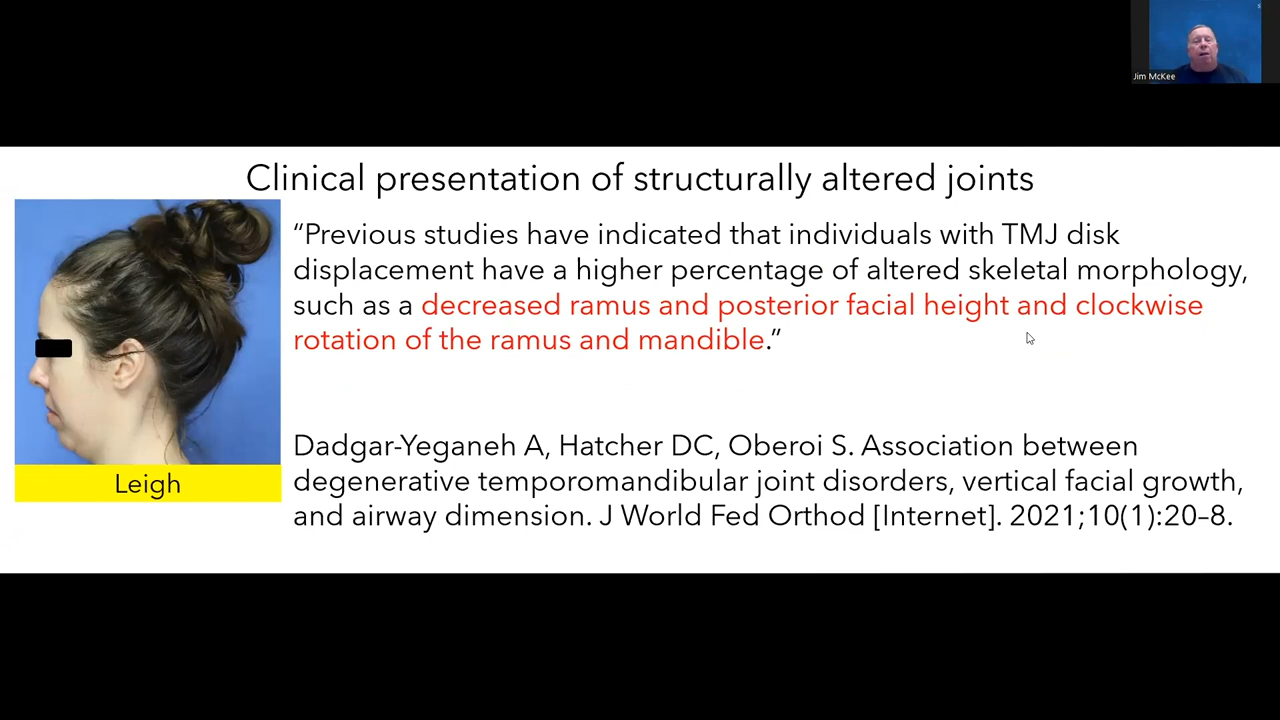 Jim McKee
Clinical presentation of structurally altered joints
“Previous studies have indicated that individuals with TMJ disk
displacement have a higher percentage of altered skeletal morphology,
such as a decreased ramus and posterior facial height and clockwise
rotation of the ramus and mandible.”
Leigh
Dadgar-Yeganeh A, Hatcher DC, Oberoi S. Association between
degenerative temporomandibular joint disorders, vertical facial growth,
and airway dimension. J World Fed Orthod [Internet]. 2021;10(1):20–8.